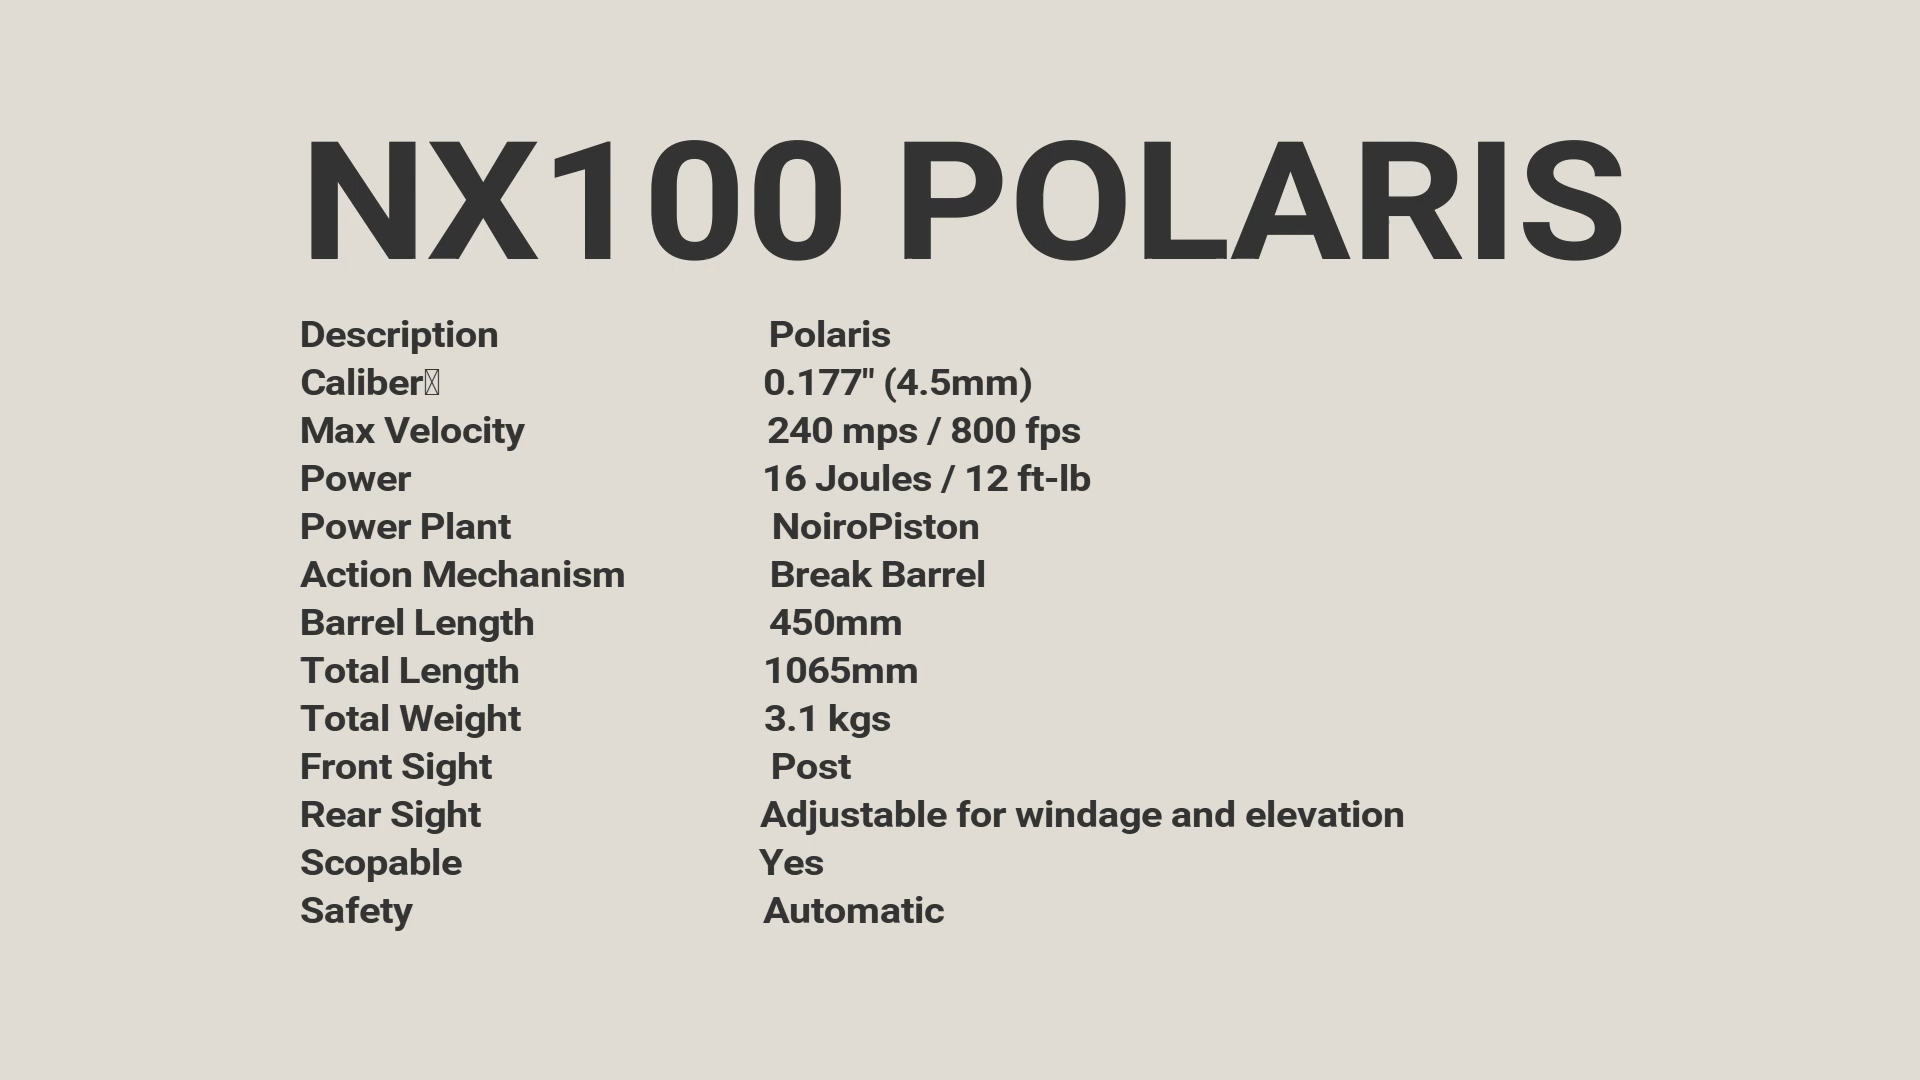 NX100 POLARIS
Description Polaris
Caliber 0.177" (4.5mm)
Max Velocity 240 mps / 800 fps
Power 16 Joules / 12 ft-lb
Power Plant NoiroPiston
Action Mechanism Break Barrel
Barrel Length 450mm
Total Length 1065mm
Total Weight 3.1 kgs
Front Sight Post
Rear Sight Adjustable for windage and elevation
Scopable Yes
Safety Automatic